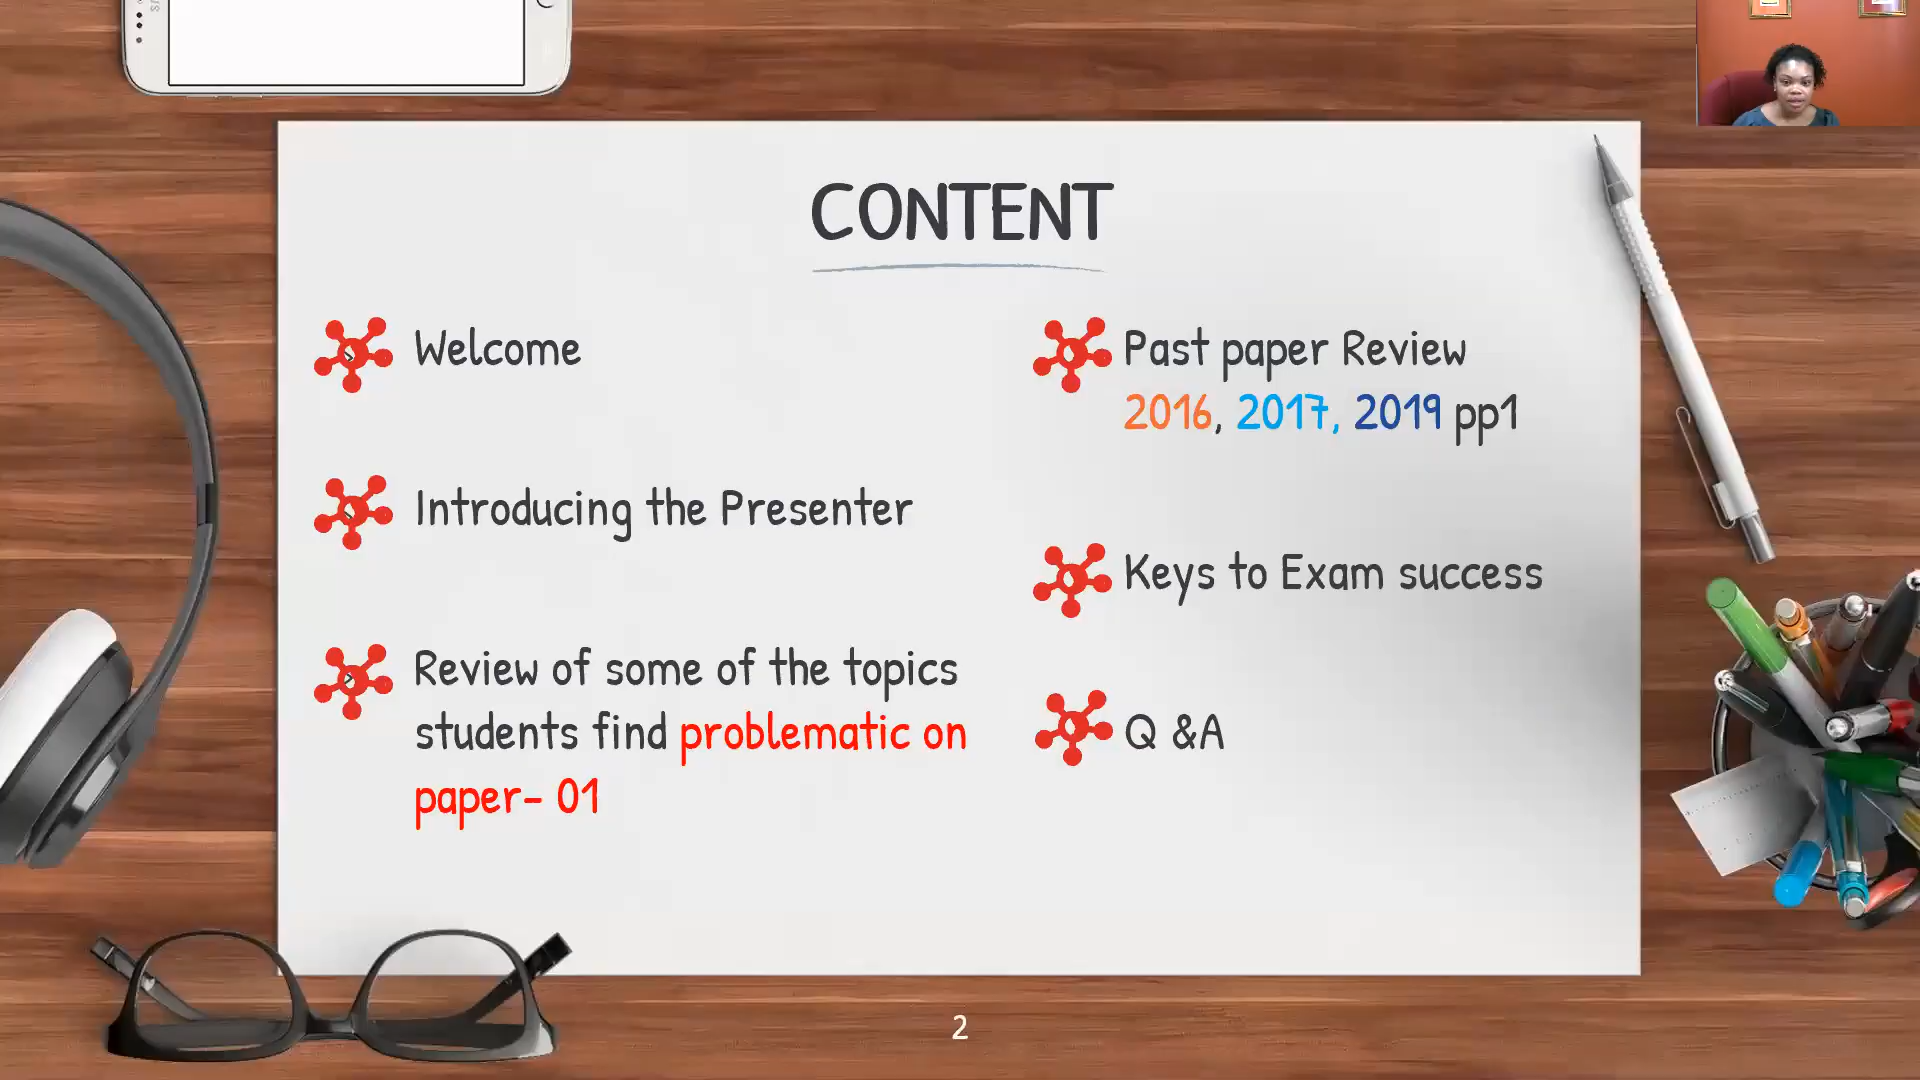 CONTENT
Welcome
Introducing the Presenter
Review of some of the topics
students find problematic on
paper- 01
Past paper Review
2016, 2017, 2019 pp1
Keys to Exam success
Q &A
2